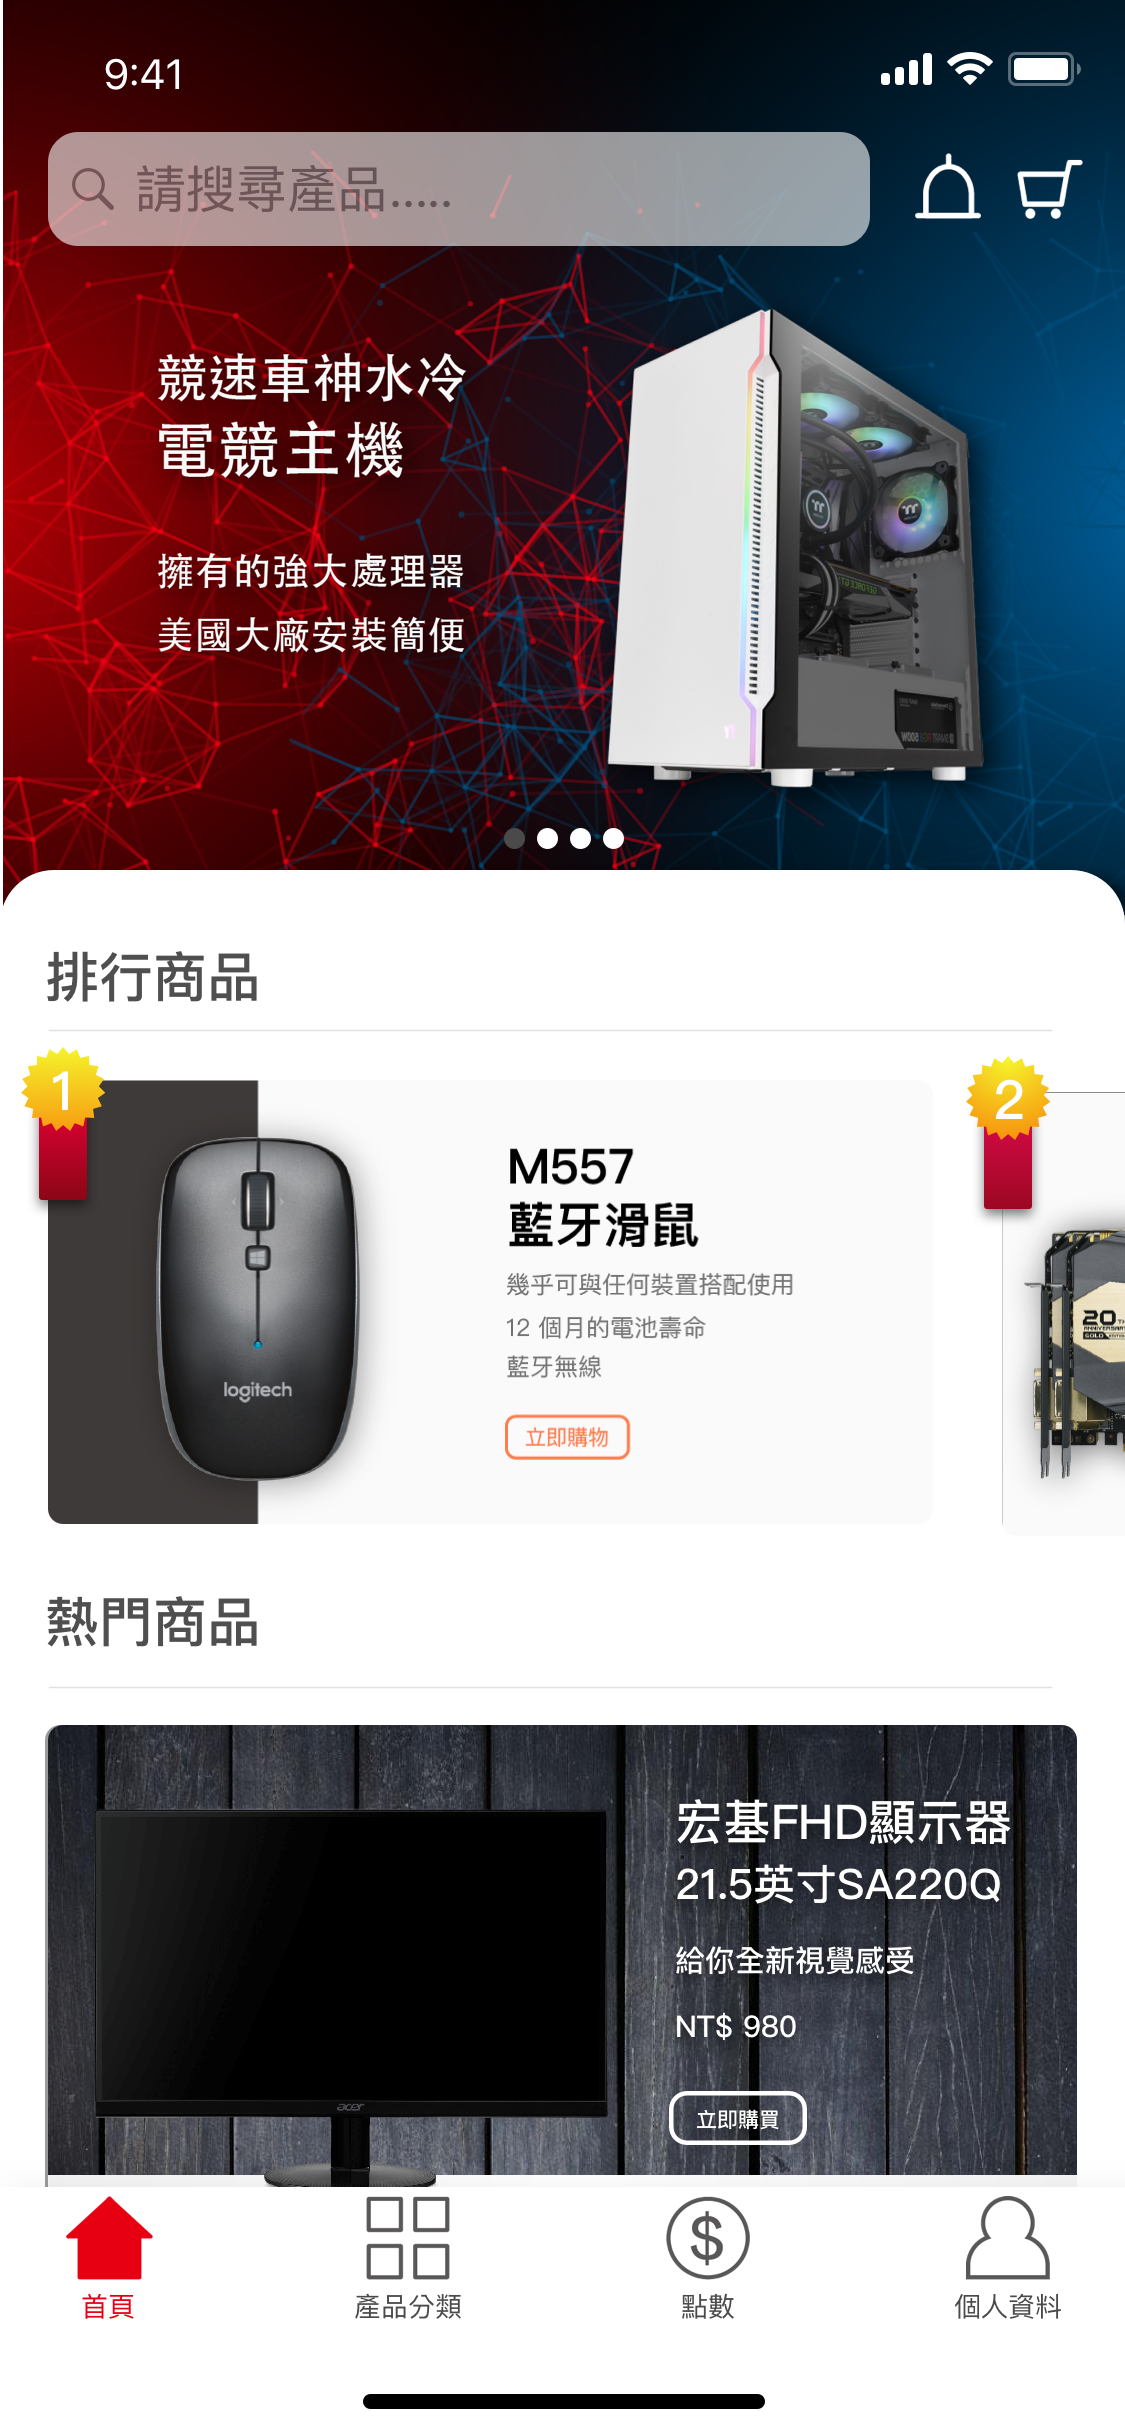 9:41
請搜尋產品.....
競速車神水冷
電競主機
擁有的強大處理器
美國大廠安裝簡便
排行商品
1
2
M557
藍牙滑鼠
幾乎可與任何裝置搭配使用
12 個月的電池壽命
藍牙無線
立即購物
logitech
20TH
ANNIVERSARY
GOLD
熱門商品
宏基FHD顯示器
21.5英寸SA220Q
給你全新視覺感受
NT$ 980
立即購買
acer
首頁
產品分類
點數
個人資料